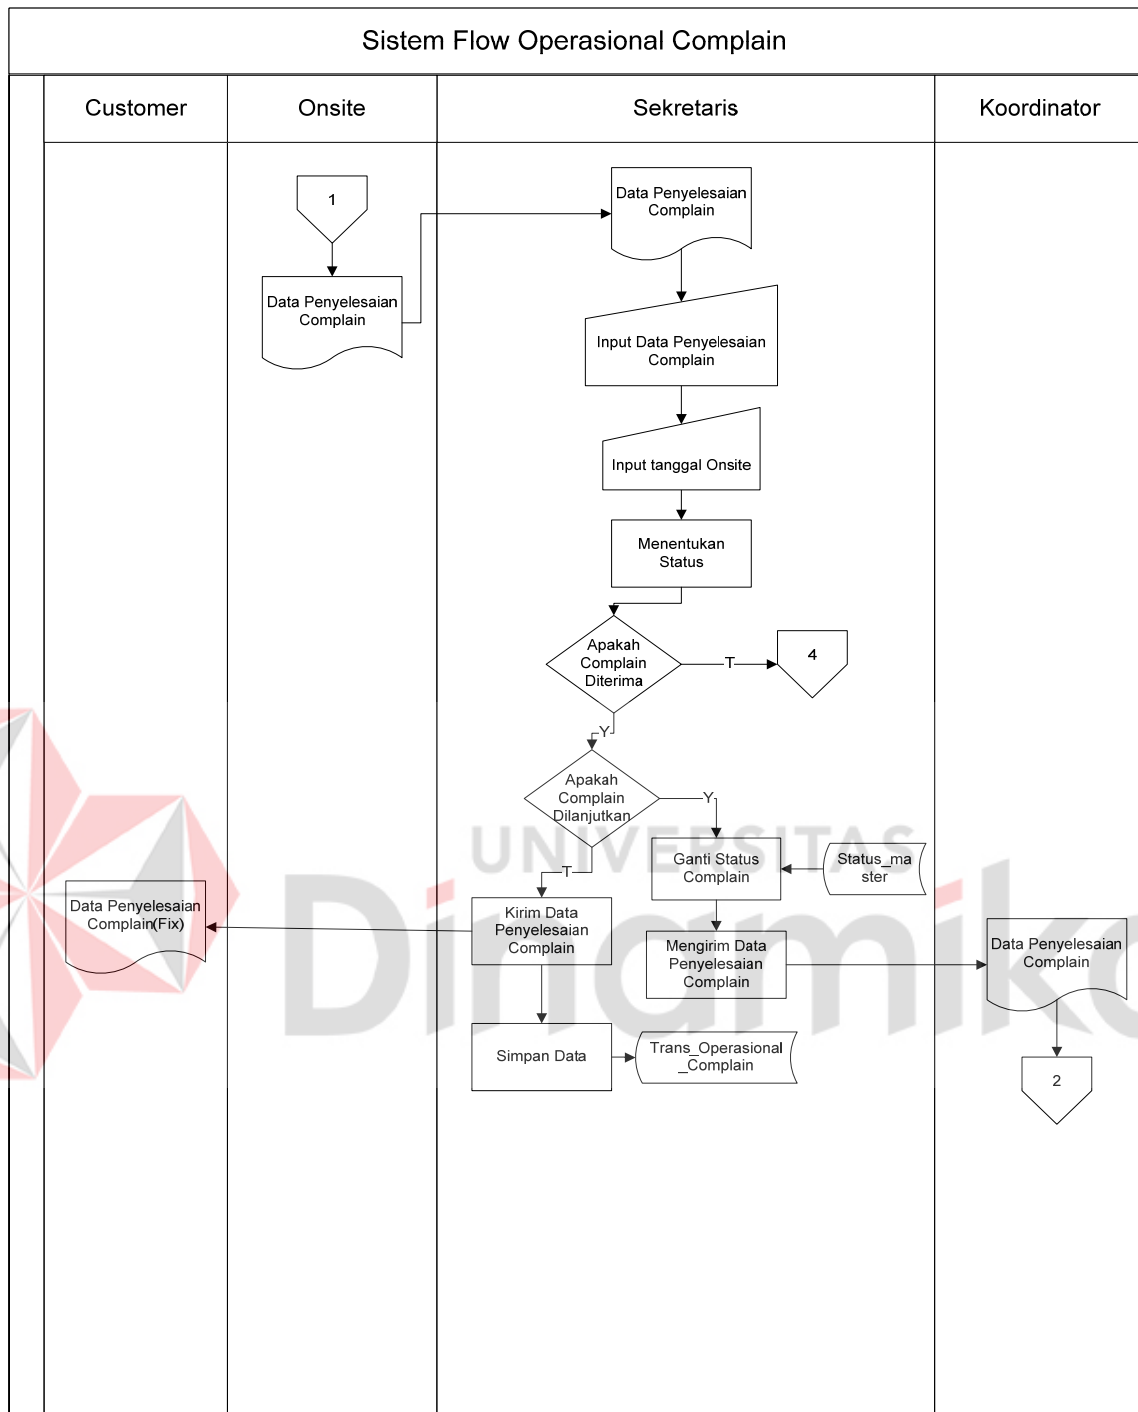 Sistem Flow Operasional Complain
Customer
Onsite
Sekretaris
Koordinator
1
Data Penyelesaian
Complain
Data Penyelesaian
Complain
Input Data Penyelesaian
Complain
Input tanggal Onsite
Menentukan
Status
Apakah
Complain
Diterima
T
4
Y
Apakah
Complain
Dilanjutkan
Y
T
UNIVERSITAS
Dinamika
Ganti Status
Complain
Status_ma
ster
Data Penyelesaian
Complain(Fix)
Kirim Data
Penyelesaian
Complain
Mengirim Data
Penyelesaian
Complain
Data Penyelesaian
Complain
Simpan Data
Trans_Operasional
_Complain
2